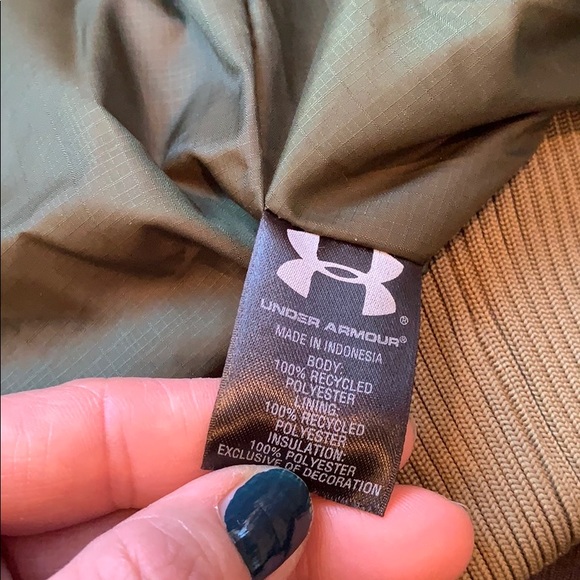 UNDER ARMOUR®
MADE IN INDONESIA
BODY:
100% RECYCLED
POLYESTER
LINING:
100% RECYCLED
POLYESTER
INSULATION:
100% POLYESTER
EXCLUSIVE OF DECORATION